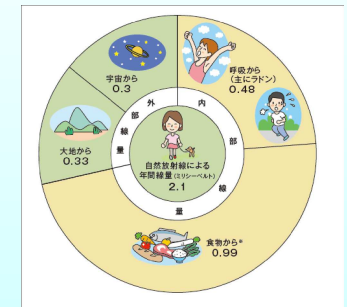 宇宙から
0.3
呼吸から
(主にラドン)
0.48
大地から
0.33
外部線量
内部線量
自然放射線による
年間線量(ミリシーベルト)
2.1
食物から*
0.99